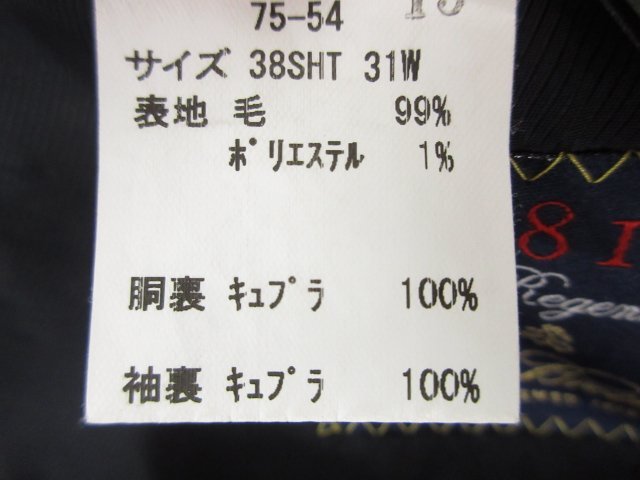 75-54
サイズ 38SHT 31W
表地 毛 99%
ポリエステル 1%
胴裏 キュプラ 100%
袖裏 キュプラ 100%
81